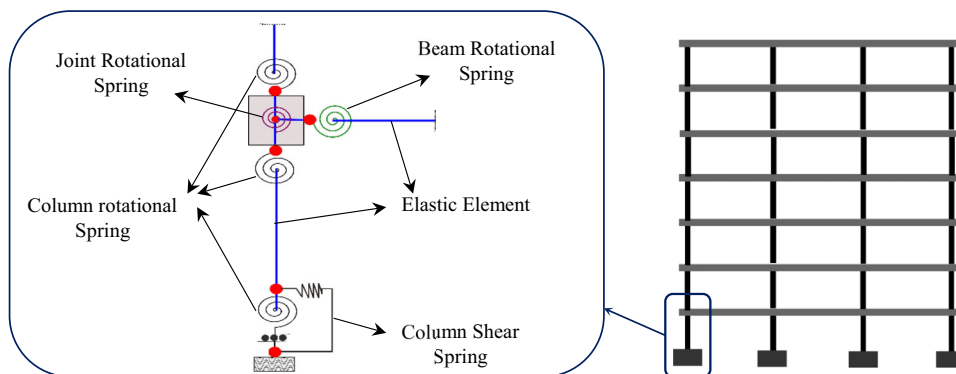 Joint Rotational
Spring
Beam Rotational
Spring
Column rotational
Spring
Elastic Element
Column Shear
Spring